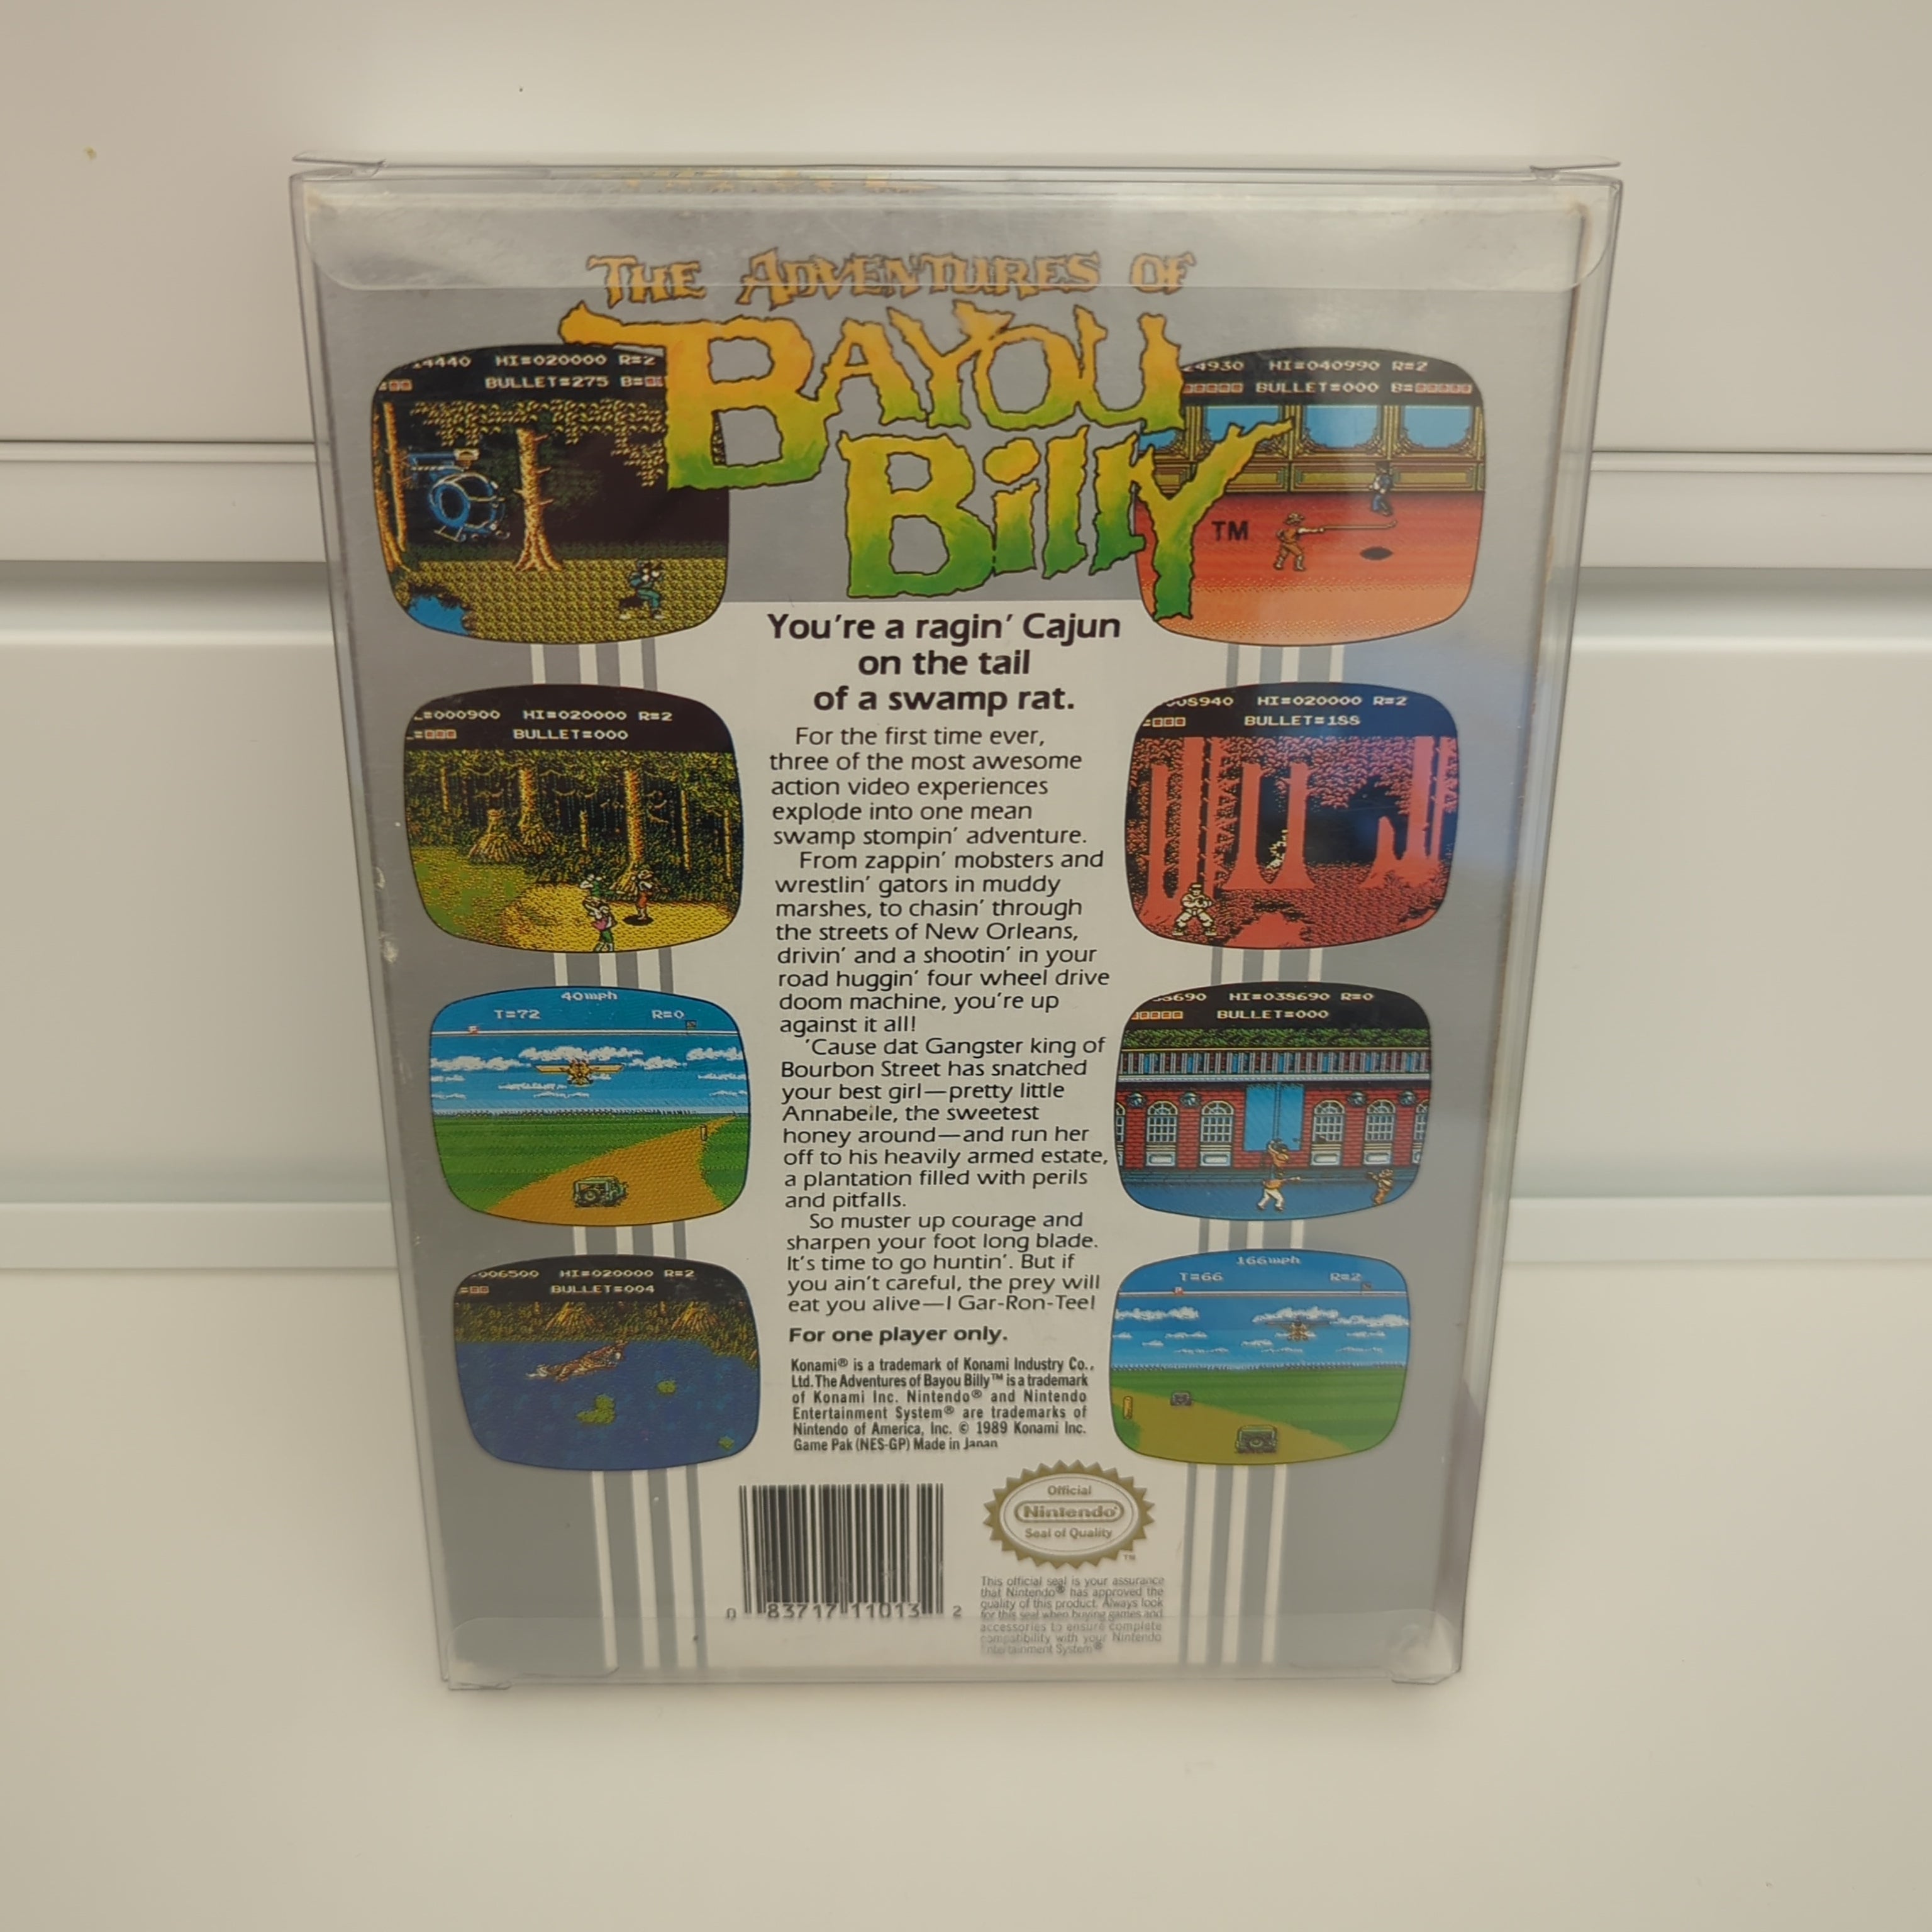 THE ADVENTURES OF
BAYOU
Billy
TM
4440 HI=020000 R=2
BULLET=275 B=
4930 HI=040990 R=2
BULLET=000 B=
=000900 HI=020000 R=2
BULLET=000
08940 HI=020000 R=2
BULLET=188
40mph
T=72 R=0
8690 HI=038690 R=0
BULLET=000
006500 HI=020000 R=2
BULLET=004
166mph
T=66 R=2
You're a ragin' Cajun
on the tail
of a swamp rat.
For the first time ever,
three of the most awesome
action video experiences
explode into one mean
swamp stompin' adventure.
From zappin' mobsters and
wrestlin' gators in muddy
marshes, to chasin' through
the streets of New Orleans,
drivin' and a shootin' in your
road huggin' four wheel drive
doom machine, you're up
against it all!
'Cause dat Gangster king of
Bourbon Street has snatched
your best girl—pretty little
Annabelle, the sweetest
honey around—and run her
off to his heavily armed estate,
a plantation filled with perils
and pitfalls.
So muster up courage and
sharpen your foot long blade.
It's time to go huntin'. But if
you ain't careful, the prey will
eat you alive—I Gar-Ron-Tee!
For one player only.
Konami® is a trademark of Konami Industry Co.,
Ltd. The Adventures of Bayou Billy™ is a trademark
of Konami Inc. Nintendo® and Nintendo
Entertainment System® are trademarks of
Nintendo of America, Inc. © 1989 Konami Inc.
Game Pak (NES-GP) Made in Japan
0 83717 11013 2
Official
Nintendo®
Seal of Quality
TM
This official seal is your assurance
that Nintendo® has approved the
quality of this product. Always look
for this seal when buying games and
accessories to ensure complete
compatibility with your Nintendo
Entertainment System®